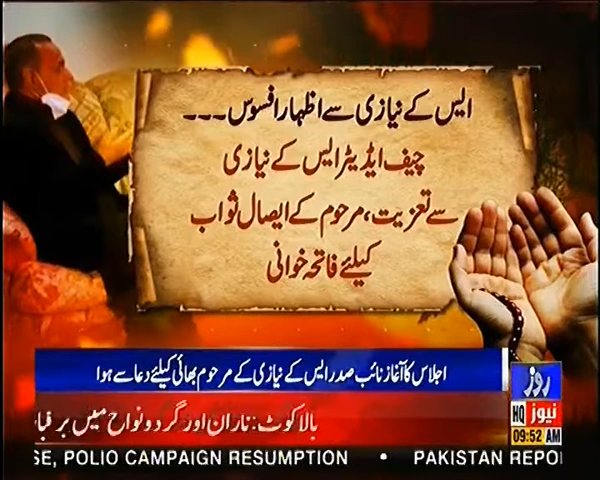 ایس کے نیازی سے اظہار افسوس ۔۔۔
چیف ایڈیٹر ایس کے نیازی
سے تعزیت، مرحوم کے ایصال ثواب
کیلئے فاتحہ خوانی
اجلاس کا آغاز نائب صدر ایس کے نیازی کے مرحوم بھائی کیلئے دعا سے ہوا
روز
نیوز
HQ
بالاکوٹ: ناران اور گردونواح میں برفبا
09:52 AM
SE, POLIO CAMPAIGN RESUMPTION • PAKISTAN REPO